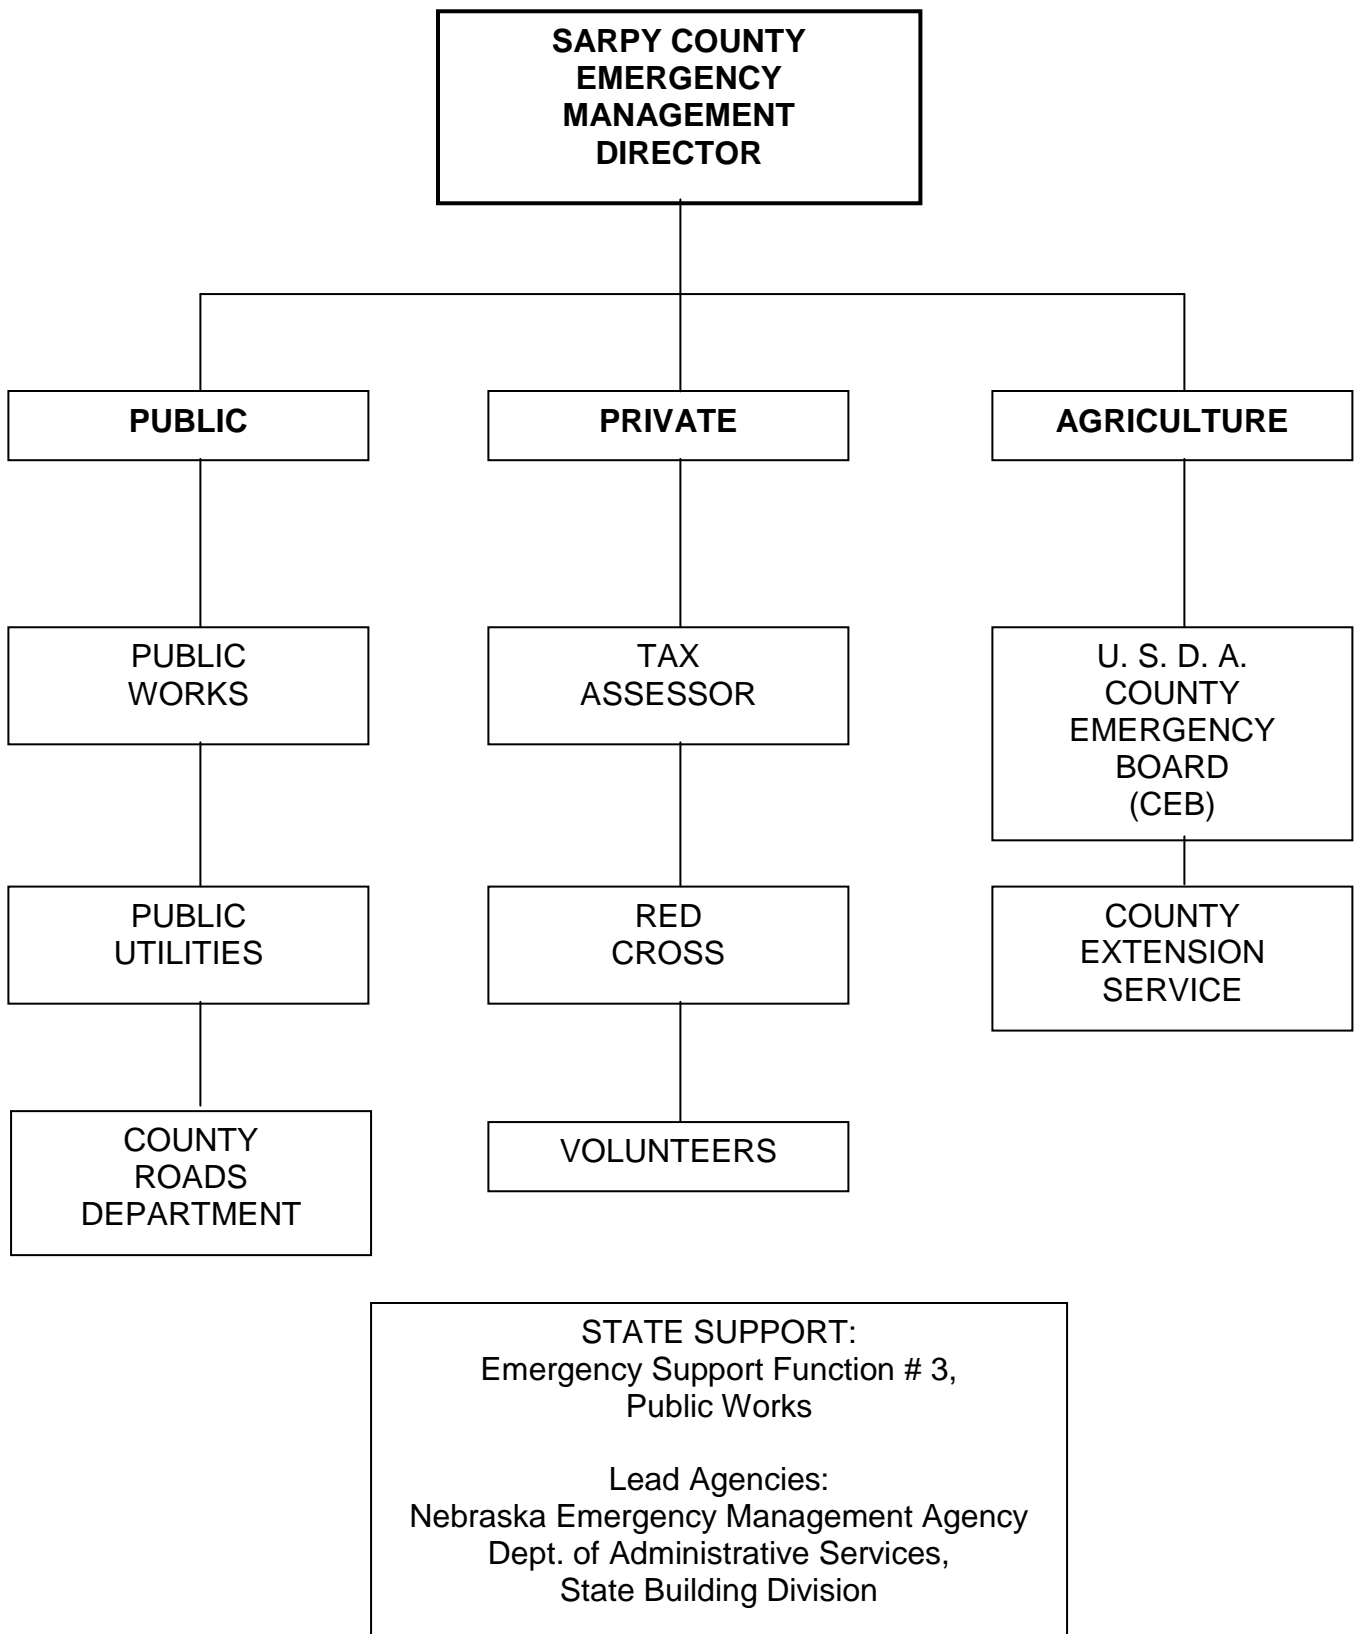 SARPY COUNTY
EMERGENCY
MANAGEMENT
DIRECTOR
PUBLIC
PRIVATE
AGRICULTURE
PUBLIC
WORKS
TAX
ASSESSOR
U. S. D. A.
COUNTY
EMERGENCY
BOARD
(CEB)
PUBLIC
UTILITIES
RED
CROSS
COUNTY
EXTENSION
SERVICE
COUNTY
ROADS
DEPARTMENT
VOLUNTEERS
STATE SUPPORT:
Emergency Support Function # 3,
Public Works
Lead Agencies:
Nebraska Emergency Management Agency
Dept. of Administrative Services,
State Building Division